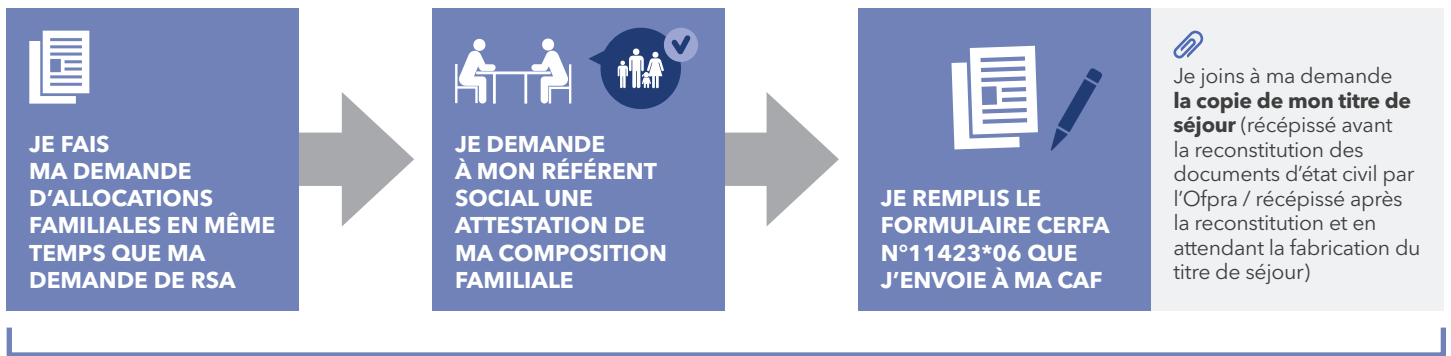 JE FAIS
MA DEMANDE
D'ALLOCATIONS
FAMILIALES EN MÊME
TEMPS QUE MA
DEMANDE DE RSA
JE DEMANDE
À MON RÉFÉRENT
SOCIAL UNE
ATTESTATION DE
MA COMPOSITION
FAMILIALE
JE REMPLIS LE
FORMULAIRE CERFA
N°11423*06 QUE
J'ENVOIE À MA CAF
Je joins à ma demande
la copie de mon titre de
séjour (récépissé avant
la reconstitution des
documents d'état civil par
l'Ofpra / récépissé après
la reconstitution et en
attendant la fabrication du
titre de séjour)